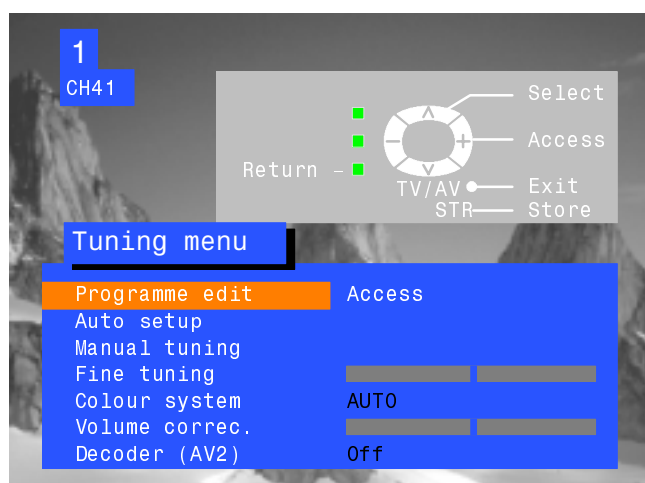 1
CH41
Select
Access
Return
TV/AV Exit
STR Store
Tuning menu
Programme edit Access
Auto setup
Manual tuning
Fine tuning
Colour system AUTO
Volume correc.
Decoder (AV2) Off